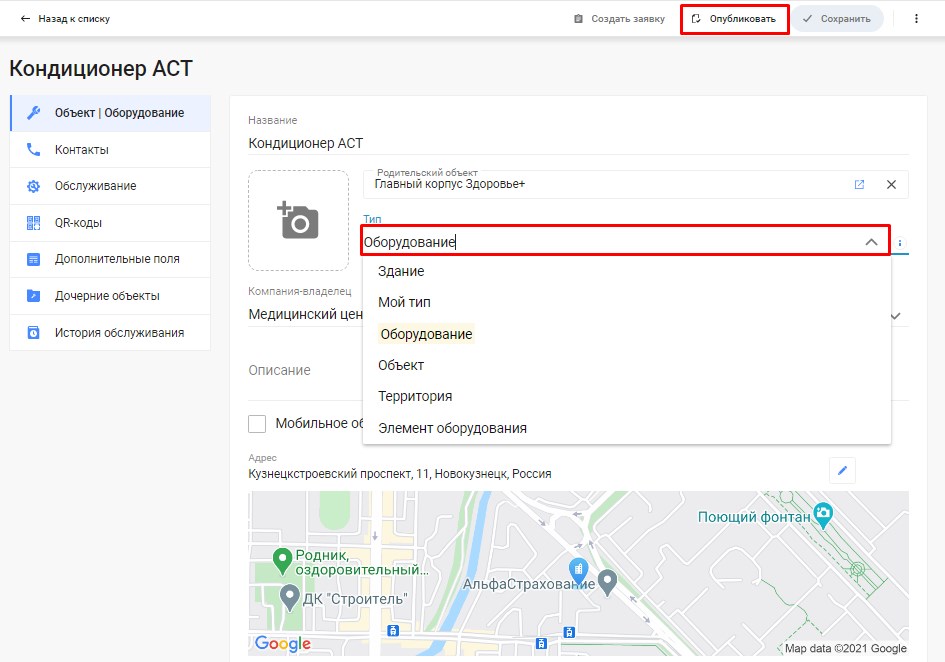 Назад к списку
Создать заявку
Опубликовать
Сохранить
Кондиционер АСТ
Объект | Оборудование
Контакты
Обслуживание
QR-коды
Дополнительные поля
Дочерние объекты
История обслуживания
Название
Кондиционер АСТ
Родительский объект
Главный корпус Здоровье+
Тип
Оборудование
Здание
Мой тип
Оборудование
Объект
Территория
Элемент оборудования
Компания-владелец
Медицинский цен
Описание
Мобильное об
Адрес
Кузнецкстроевский проспект, 11, Новокузнецк, Россия
Поющий фонтан
Родник,
оздоровительный...
АльфаСтрахование
ДК "Строитель"
Google
Map data ©2021 Google